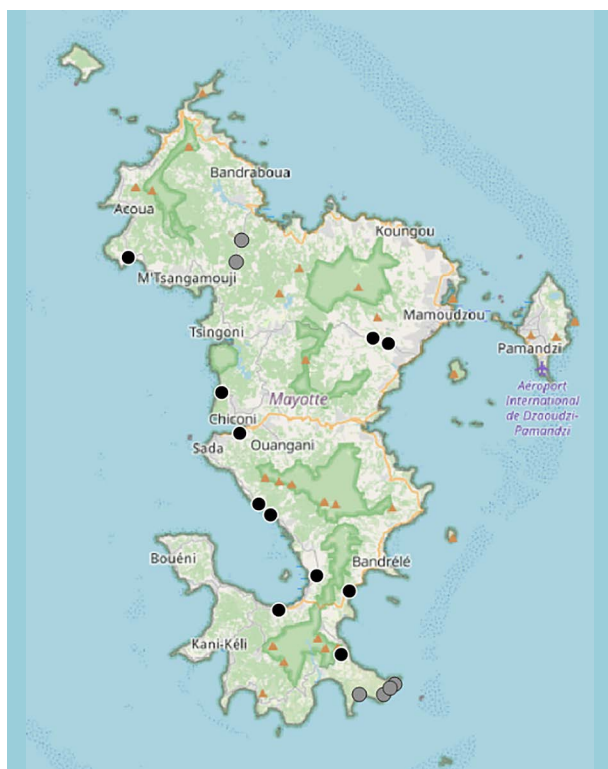 Bandraboua
Acoua
Koungou
M'Tsangamouji
Mamoudzou
Tsingoni
Pamandzi
Aéroport
International
de Dzaoudzi-
Pamandzi
Mayotte
Chiconi
Ouangani
Sada
Bouéni
Bandrélé
Kani-Kéli